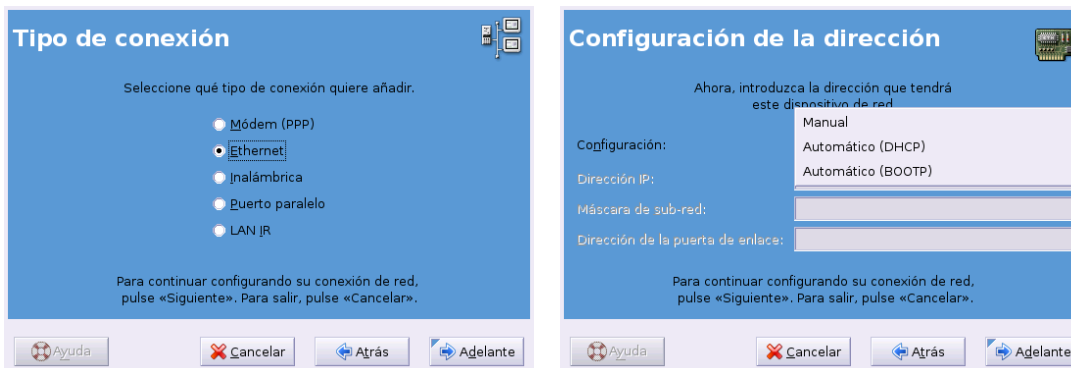 Tipo de conexión
Seleccione qué tipo de conexión quiere añadir.
Módem (PPP)
Ethernet
Inalámbrica
Puerto paralelo
LAN IR
Para continuar configurando su conexión de red,
pulse «Siguiente». Para salir, pulse «Cancelar».
Ayuda
Cancelar
Atrás
Adelante
Configuración de la dirección
Ahora, introduzca la dirección que tendrá
este dispositivo de red
Configuración:
Manual
Automático (DHCP)
Automático (BOOTP)
Dirección IP:
Máscara de sub-red:
Dirección de la puerta de enlace:
Para continuar configurando su conexión de red,
pulse «Siguiente». Para salir, pulse «Cancelar».
Ayuda
Cancelar
Atrás
Adelante